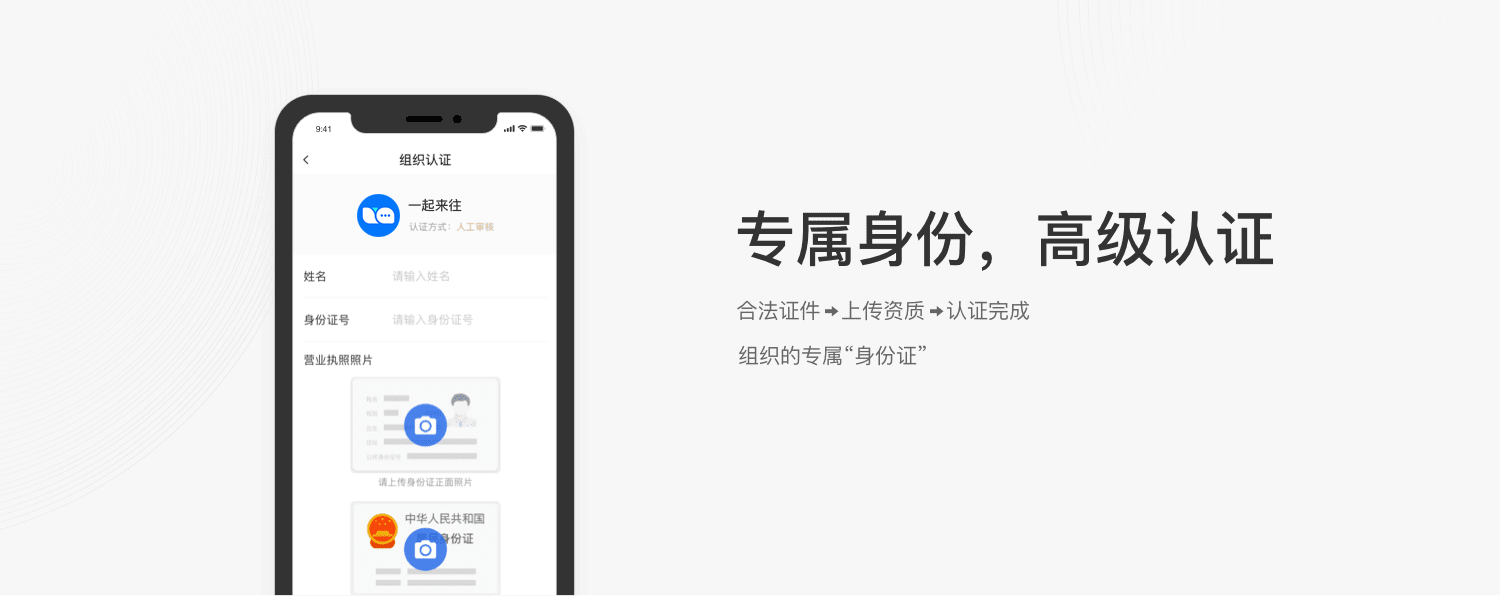 9:41
组织认证
一起来往
认证方式：人工审核
姓名
请输入姓名
身份证号
请输入身份证号
营业执照照片
请上传身份证正面照片
中华人民共和国
身份证
专属身份，高级认证
合法证件➡上传资质➡认证完成
组织的专属“身份证”